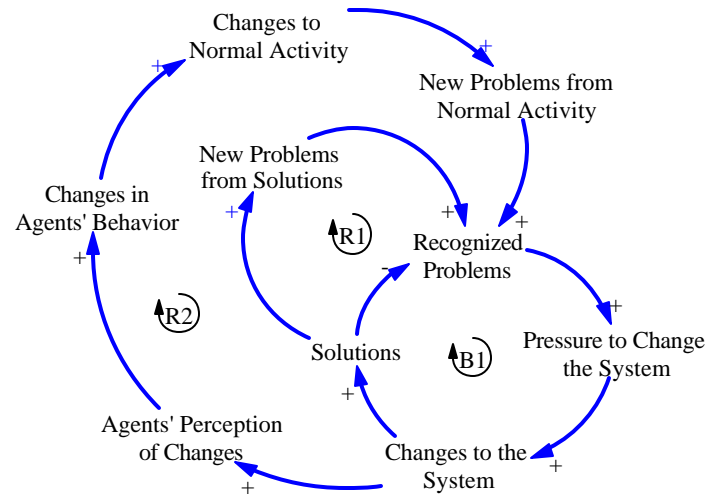 Changes to
Normal Activity
+
+
New Problems from
Normal Activity
New Problems
from Solutions
Changes in
Agents' Behavior
+
+
+
+
R1
Recognized
Problems
-
+
R2
Solutions
B1
Pressure to Change
the System
+
Agents' Perception
of Changes
Changes to the
System
+
+